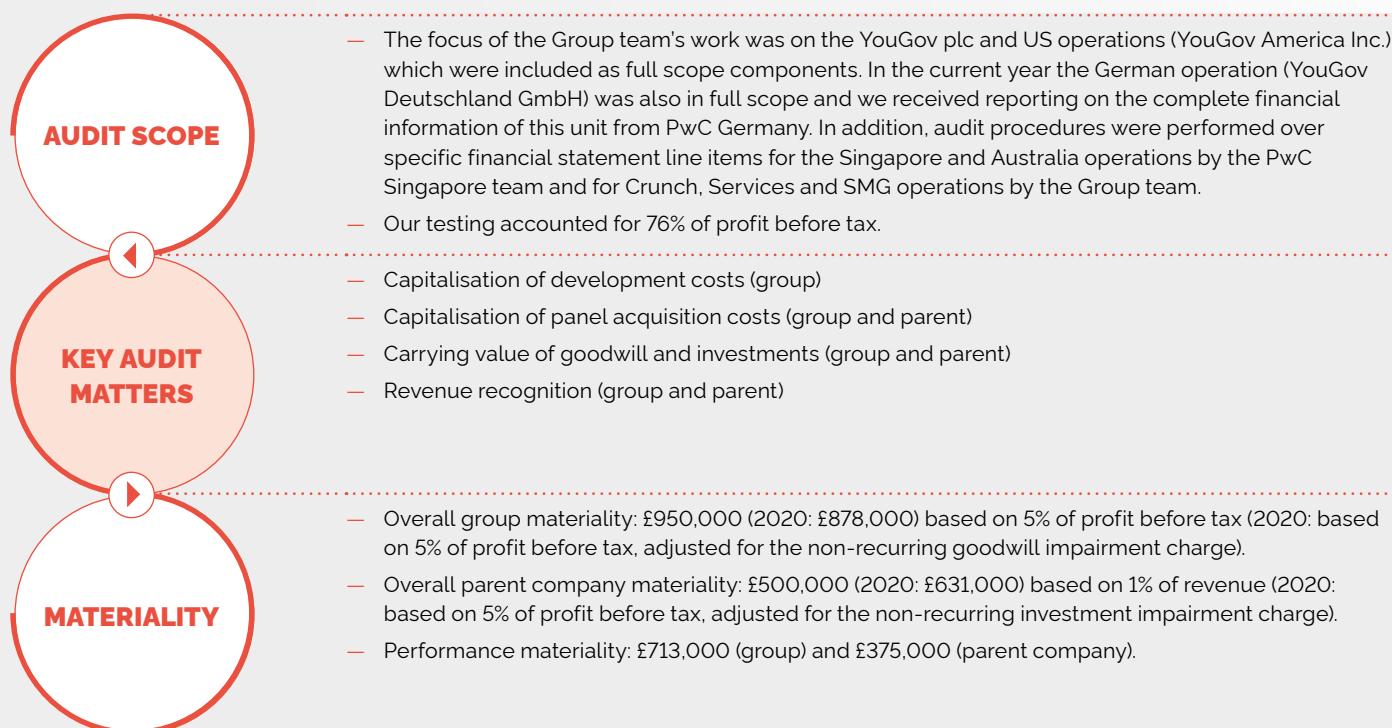 AUDIT SCOPE
— The focus of the Group team's work was on the YouGov plc and US operations (YouGov America Inc.)
which were included as full scope components. In the current year the German operation (YouGov
Deutschland GmbH) was also in full scope and we received reporting on the complete financial
information of this unit from PwC Germany. In addition, audit procedures were performed over
specific financial statement line items for the Singapore and Australia operations by the PwC
Singapore team and for Crunch, Services and SMG operations by the Group team.
— Our testing accounted for 76% of profit before tax.
KEY AUDIT
MATTERS
— Capitalisation of development costs (group)
— Capitalisation of panel acquisition costs (group and parent)
— Carrying value of goodwill and investments (group and parent)
— Revenue recognition (group and parent)
MATERIALITY
— Overall group materiality: £950,000 (2020: £878,000) based on 5% of profit before tax (2020: based
on 5% of profit before tax, adjusted for the non-recurring goodwill impairment charge).
— Overall parent company materiality: £500,000 (2020: £631,000) based on 1% of revenue (2020:
based on 5% of profit before tax, adjusted for the non-recurring investment impairment charge).
— Performance materiality: £713,000 (group) and £375,000 (parent company).